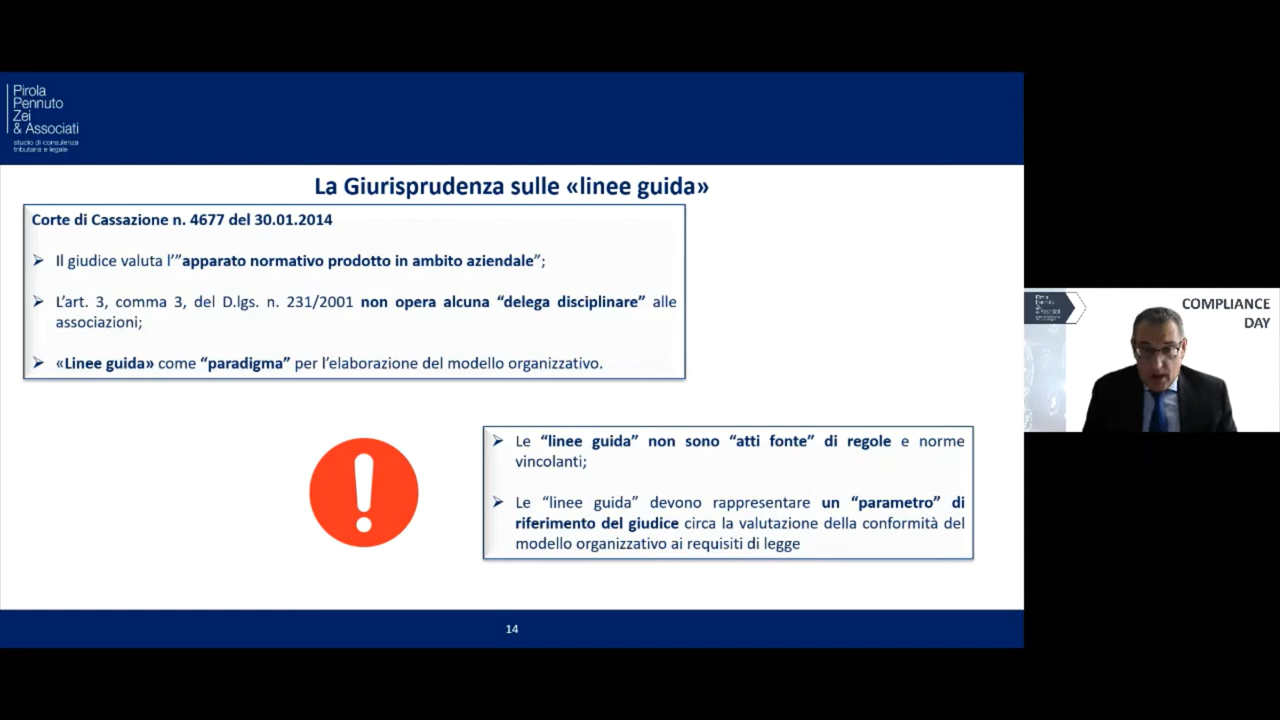 Pirola
Pennuto
Zei
& Associati
studio di consulenza
tributaria e legale
La Giurisprudenza sulle «linee guida»
Corte di Cassazione n. 4677 del 30.01.2014
Il giudice valuta l’”apparato normativo prodotto in ambito aziendale”;
L’art. 3, comma 3, del D.lgs. n. 231/2001 non opera alcuna “delega disciplinare” alle
associazioni;
«Linee guida» come “paradigma” per l’elaborazione del modello organizzativo.
Le “linee guida” non sono “atti fonte” di regole e norme
vincolanti;
Le “linee guida” devono rappresentare un “parametro” di
riferimento del giudice circa la valutazione della conformità del
modello organizzativo ai requisiti di legge
14
Pirola
Pennuto
Zei
& Associati
COMPLIANCE
DAY